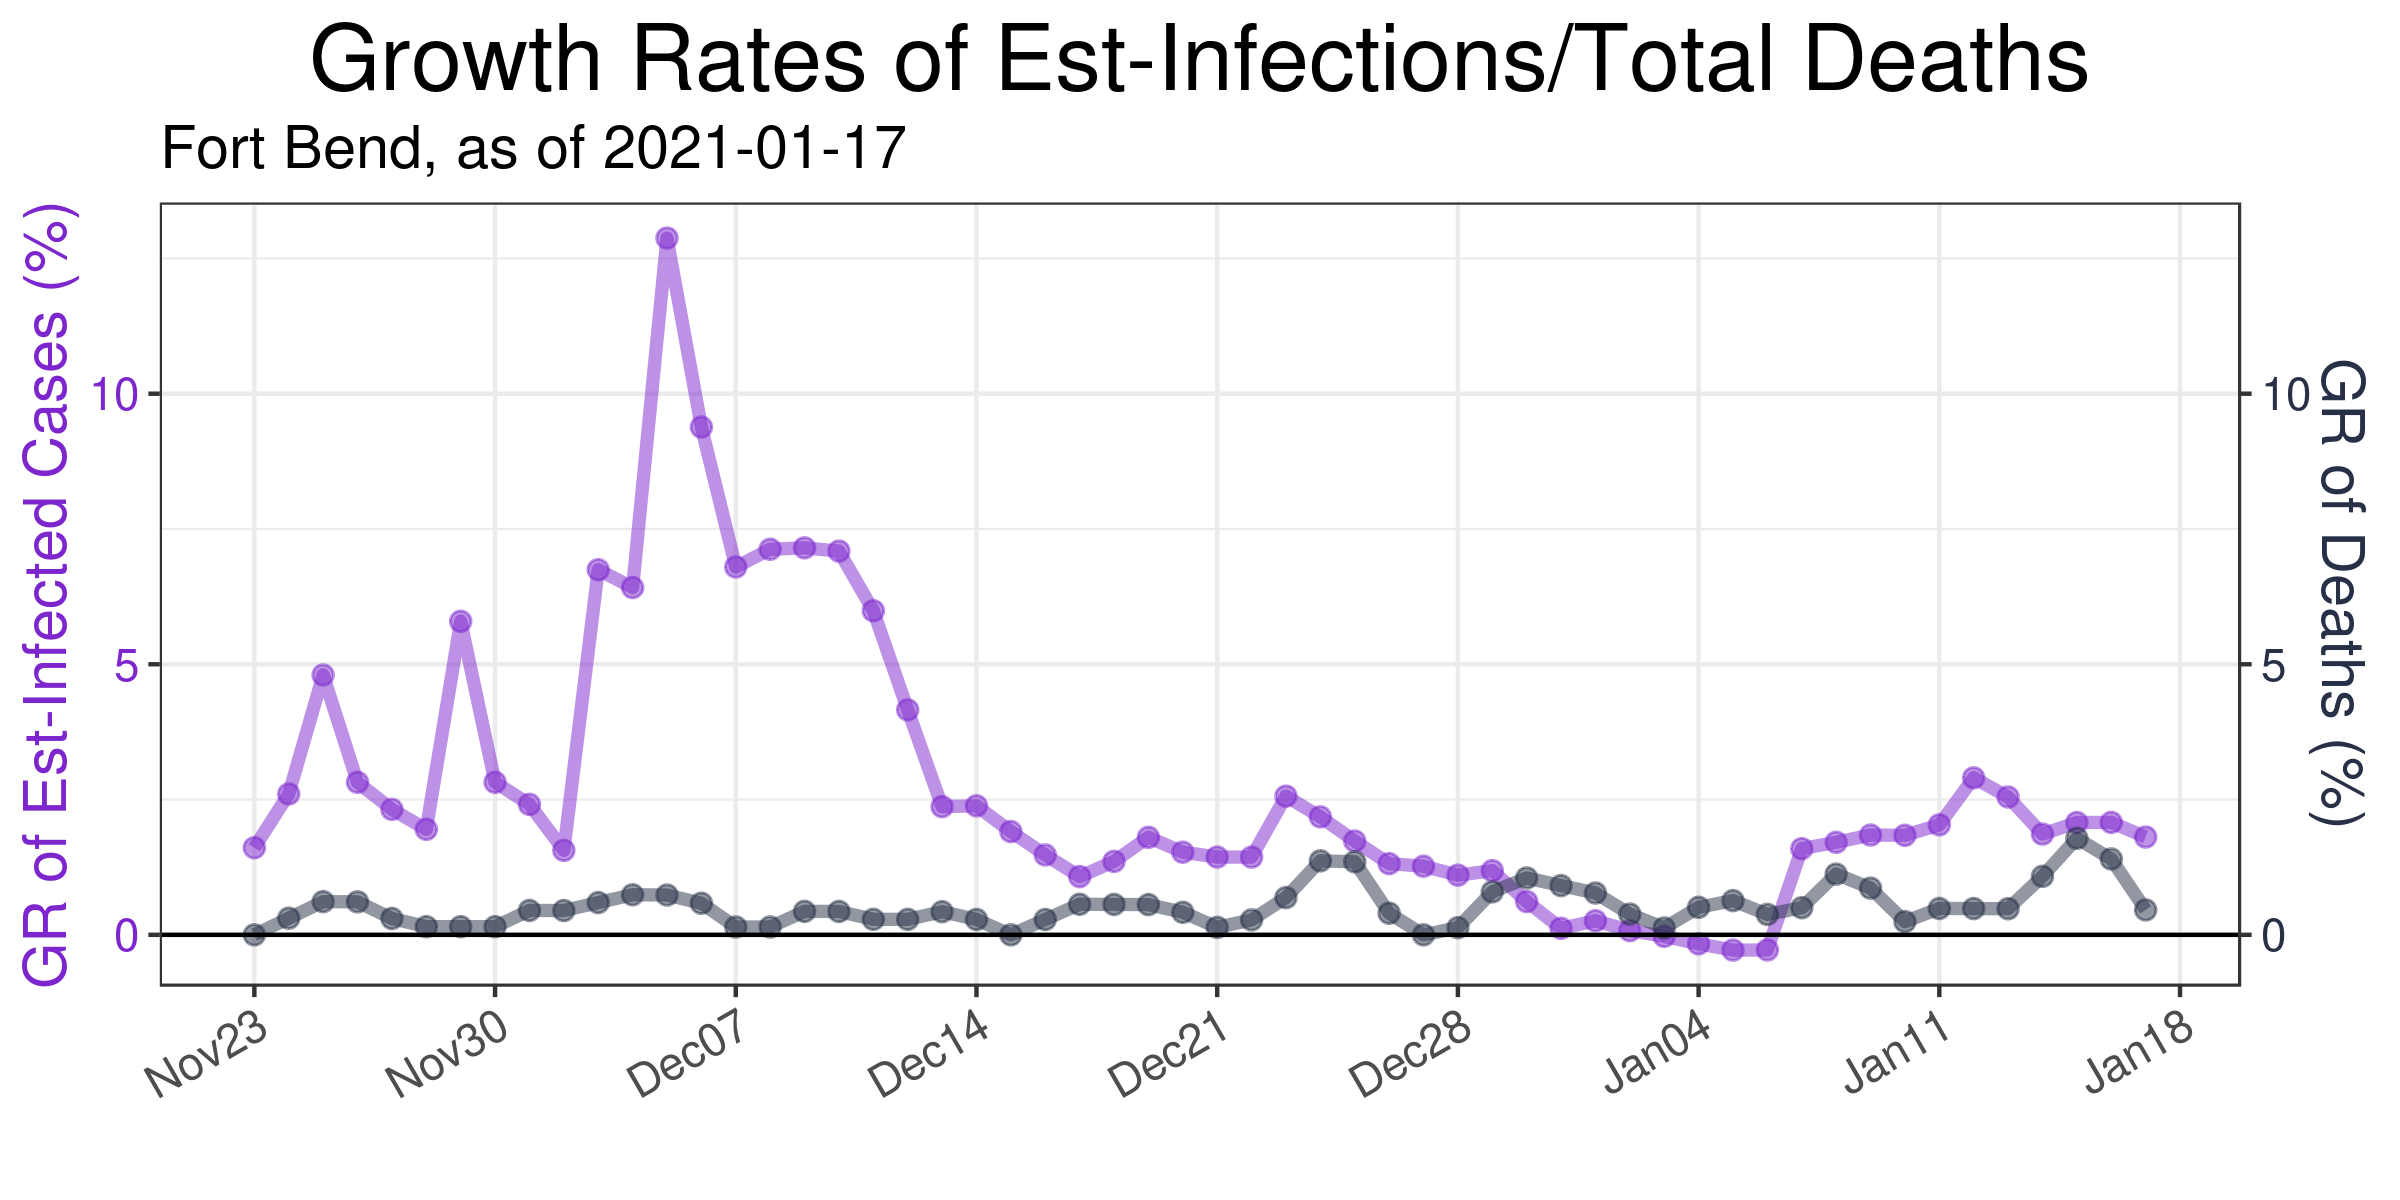 Growth Rates of Est-Infections/Total Deaths
Fort Bend, as of 2021-01-17
GR of Est-Infected Cases (%)
10
5
0
10
5
0
GR of Deaths (%)
Nov23
Nov30
Dec07
Dec14
Dec21
Dec28
Jan04
Jan11
Jan18